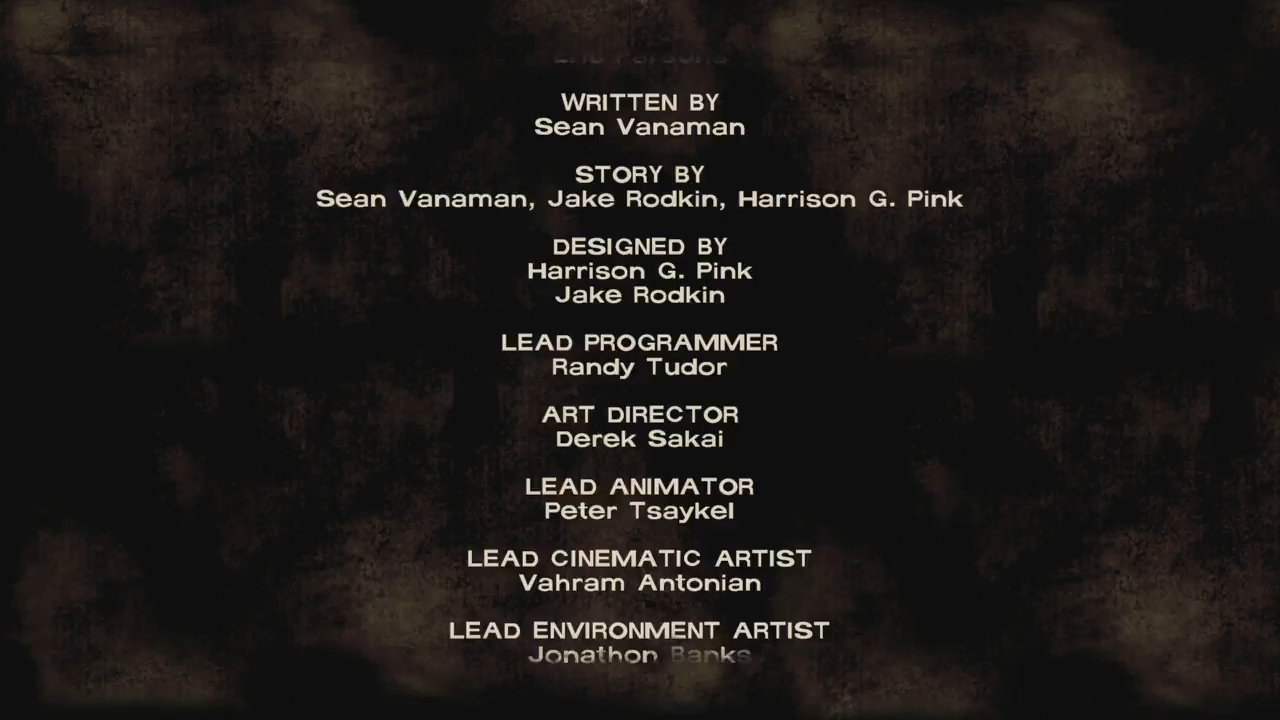 WRITTEN BY
Sean Vanaman
STORY BY
Sean Vanaman, Jake Rodkin, Harrison G. Pink
DESIGNED BY
Harrison G. Pink
Jake Rodkin
LEAD PROGRAMMER
Randy Tudor
ART DIRECTOR
Derek Sakai
LEAD ANIMATOR
Peter Tsaykel
LEAD CINEMATIC ARTIST
Vahram Antonian
LEAD ENVIRONMENT ARTIST
Jonathon Banks